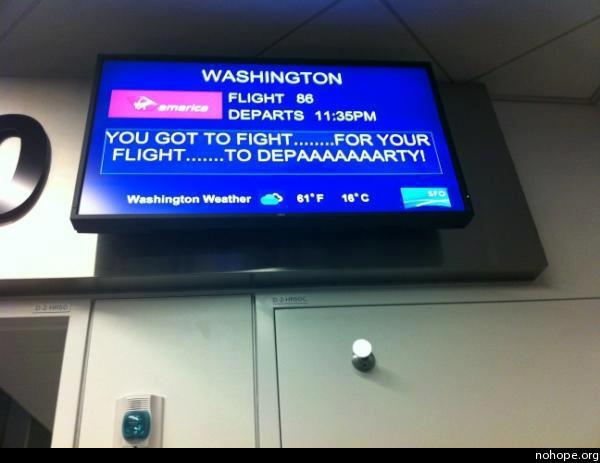 WASHINGTON
america
FLIGHT 86
DEPARTS 11:35PM
YOU GOT TO FIGHT........FOR YOUR
FLIGHT.......TO DEPAAAAAAARTY!
Washington Weather 61°F 16°C
SFO
nohope.org